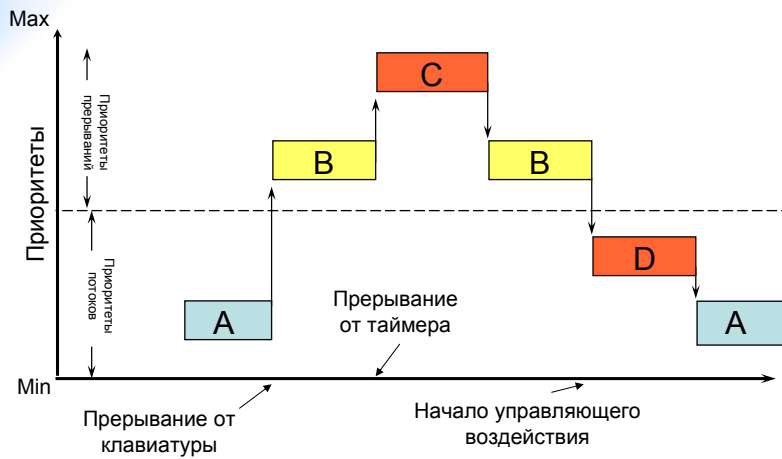 Max
Приоритеты
Приоритеты
прерываний
Приоритеты
потоков
C
B
B
D
A
A
Прерывание
от таймера
Min
Прерывание от
клавиатуры
Начало управляющего
воздействия